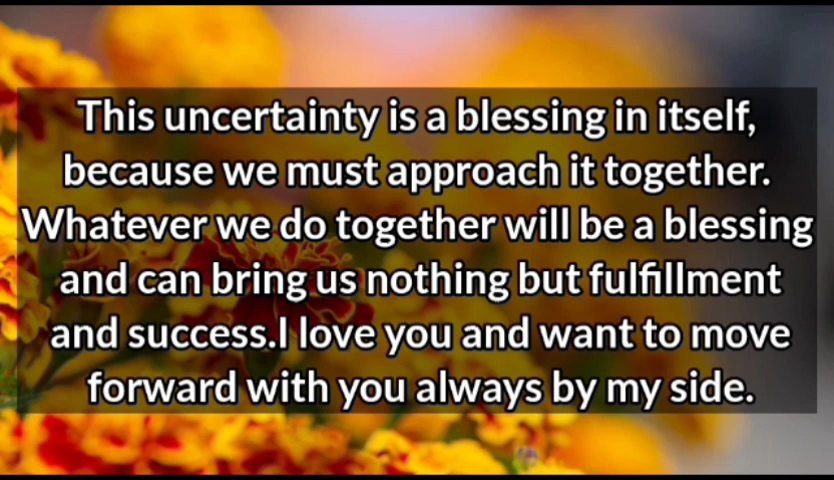 This uncertainty is a blessing in itself,
because we must approach it together.
Whatever we do together will be a blessing
and can bring us nothing but fulfillment
and success.I love you and want to move
forward with you always by my side.